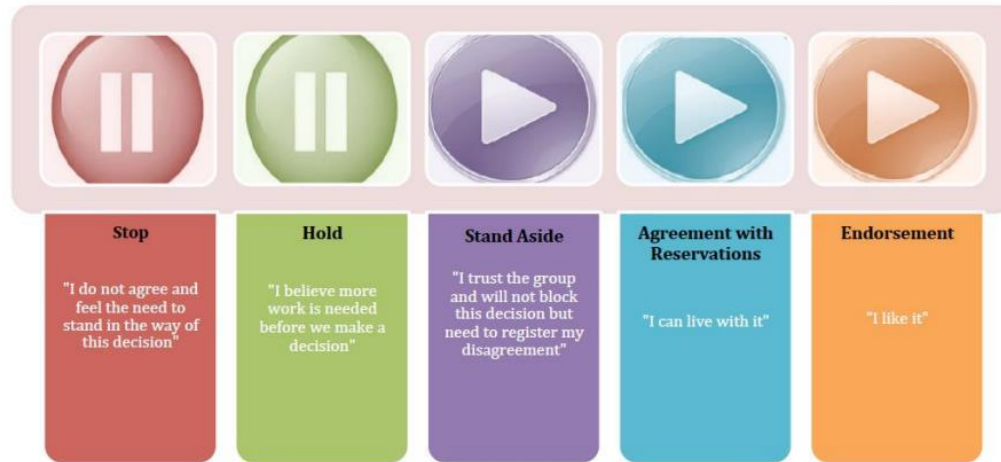 Stop
"I do not agree and
feel the need to
stand in the way of
this decision"
Hold
"I believe more
work is needed
before we make a
decision"
Stand Aside
"I trust the group
and will not block
this decision but
need to register my
disagreement"
Agreement with
Reservations
"I can live with it"
Endorsement
"I like it"